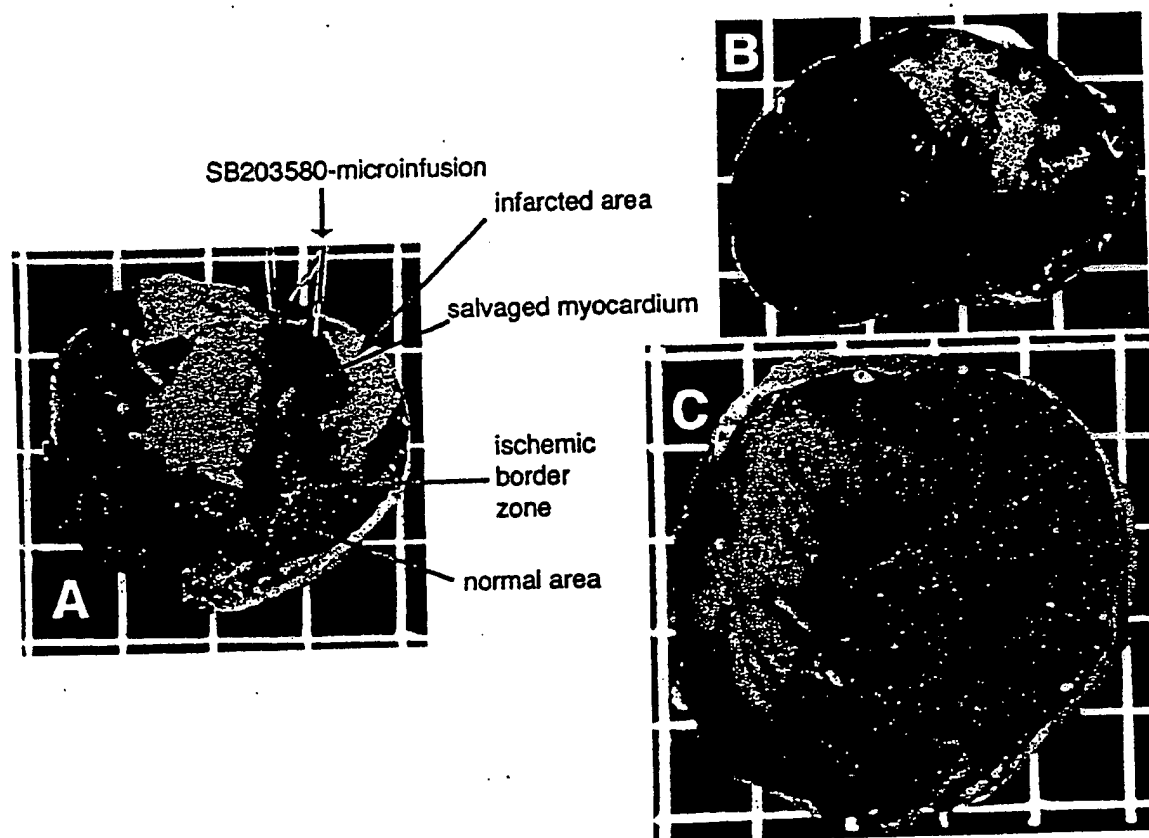 B
SB203580-microinfusion
infarcted area
salvaged myocardium
C
ischemic
border
zone
normal area
A